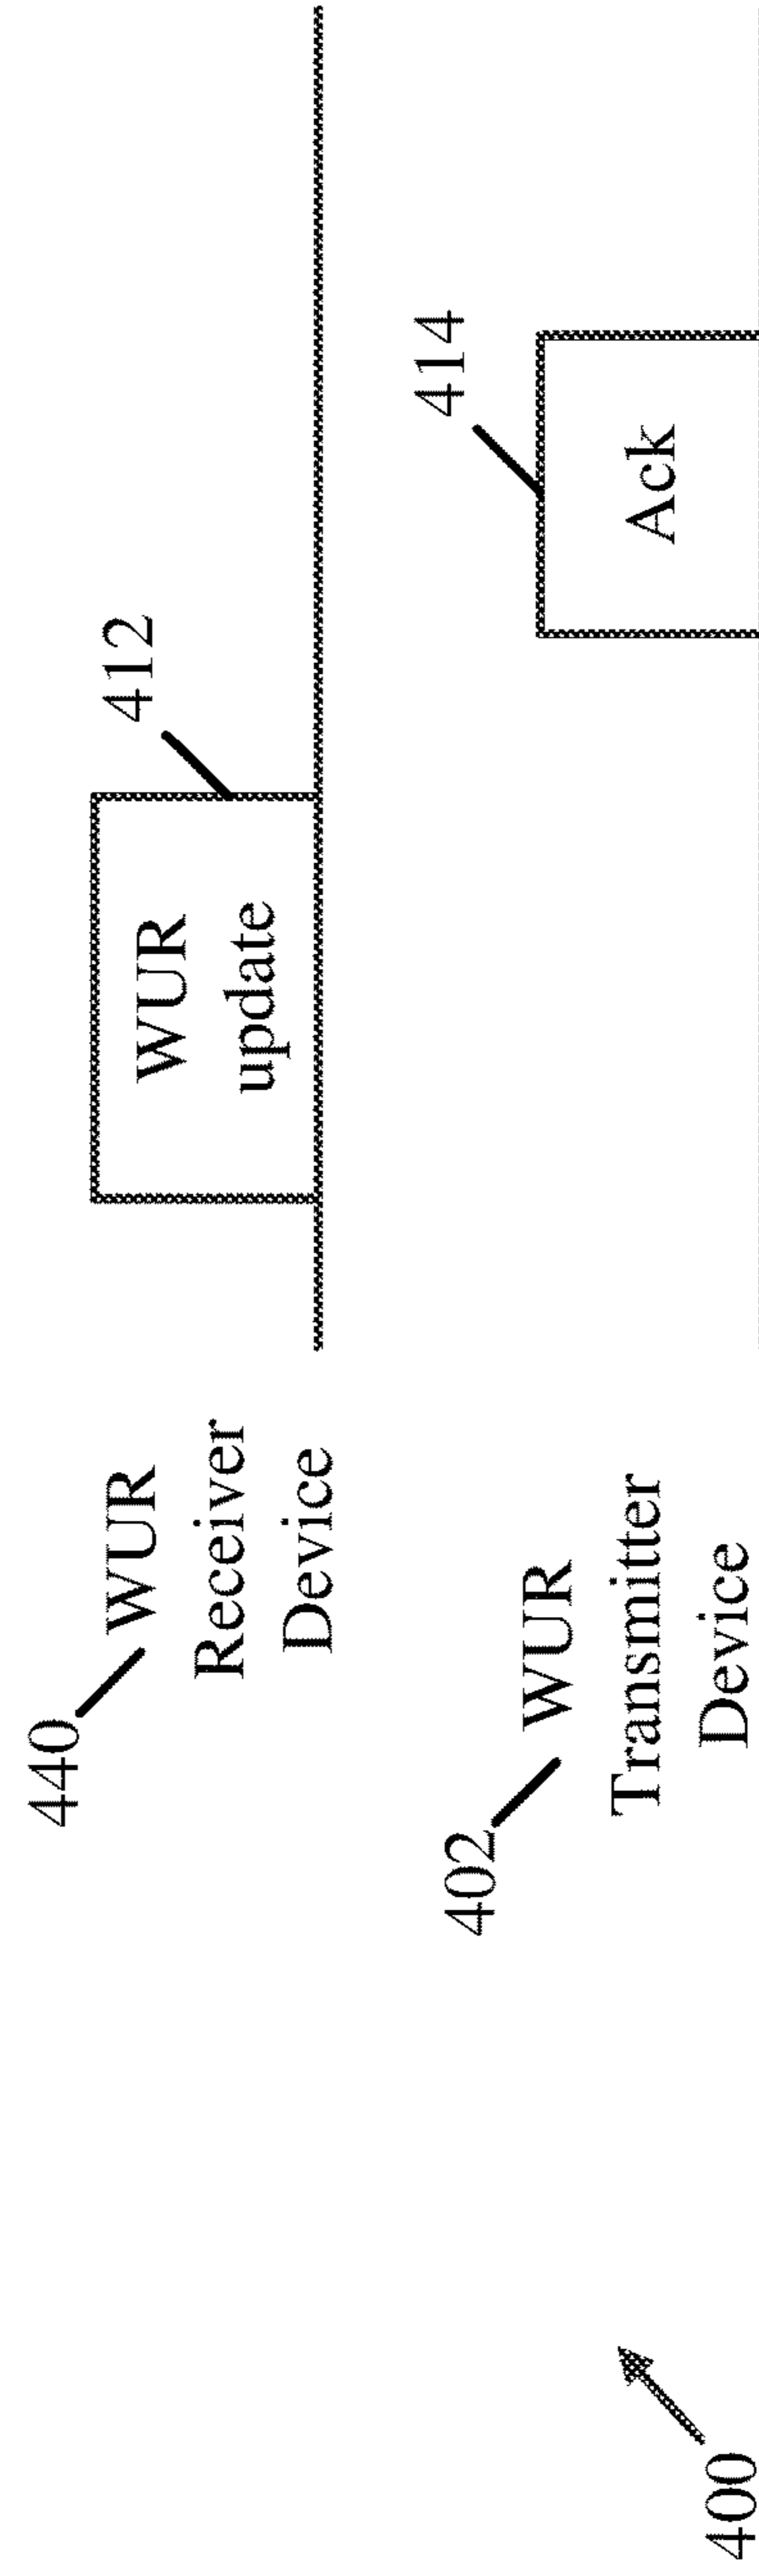 440
WUR
Receiver
Device
WUR
update
412
402
WUR
Transmitter
Device
Ack
414
400